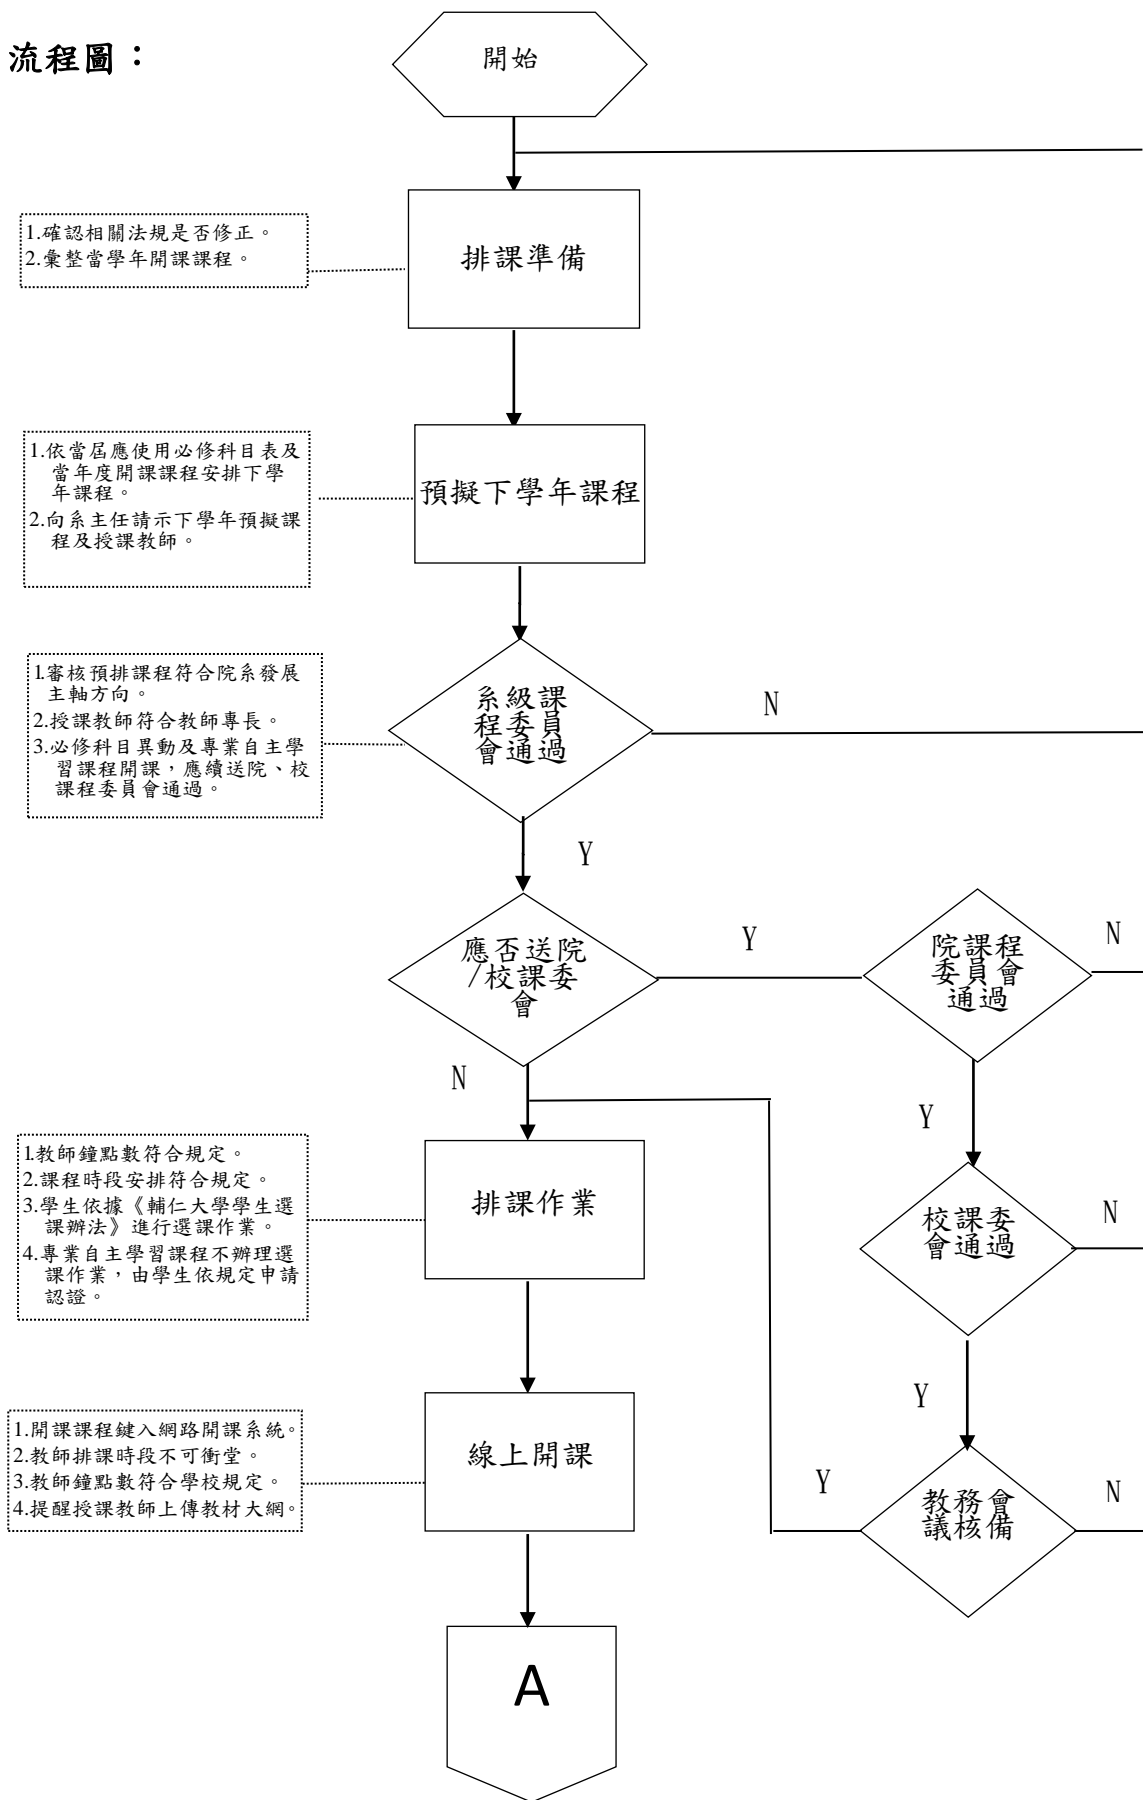 流程圖：
開始
1.確認相關法規是否修正。
2.彙整當學年開課課程。
排課準備
1.依當屆應使用必修科目表及
當年度開課課程安排下學
年課程。
2.向系主任請示下學年預擬課
程及授課教師。
預擬下學年課程
1.審核預排課程符合院系發展
主軸方向。
2.授課教師符合教師專長。
3.必修科目異動及專業自主學
習課程開課，應續送院、校
課程委員會通過。
系級課
程委員
會通過
N
Y
應否送院
/校課委
會
Y
院課程
委員會
通過
N
N
Y
1.教師鐘點數符合規定。
2.課程時段安排符合規定。
3.學生依據《輔仁大學學生選
課辦法》進行選課作業。
4.專業自主學習課程不辦理選
課作業，由學生依規定申請
認證。
排課作業
校課委
會通過
N
Y
1.開課課程鍵入網路開課系統。
2.教師排課時段不可衝堂。
3.教師鐘點數符合學校規定。
4.提醒授課教師上傳教材大網。
線上開課
Y
教務會
議核備
N
A